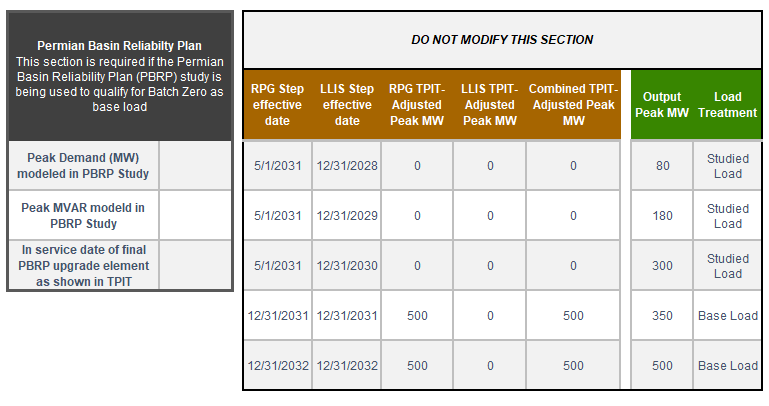 Permian Basin Reliabilty Plan
This section is required if the Permian
Basin Reliability Plan (PBRP) study is
being used to qualify for Batch Zero as
base load
Peak Demand (MW)
modeled in PBRP Study
Peak MVAR modeld in
PBRP Study
In service date of final
PBRP upgrade element
as shown in TPIT
DO NOT MODIFY THIS SECTION
RPG Step effective date | LLIS Step effective date | RPG TPIT-Adjusted Peak MW | LLIS TPIT-Adjusted Peak MW | Combined TPIT-Adjusted Peak MW | Output Peak MW | Load Treatment
5/1/2031 | 12/31/2028 | 0 | 0 | 0 | 80 | Studied Load
5/1/2031 | 12/31/2029 | 0 | 0 | 0 | 180 | Studied Load
5/1/2031 | 12/31/2030 | 0 | 0 | 0 | 300 | Studied Load
12/31/2031 | 12/31/2031 | 500 | 0 | 500 | 350 | Base Load
12/31/2032 | 12/31/2032 | 500 | 0 | 500 | 500 | Base Load